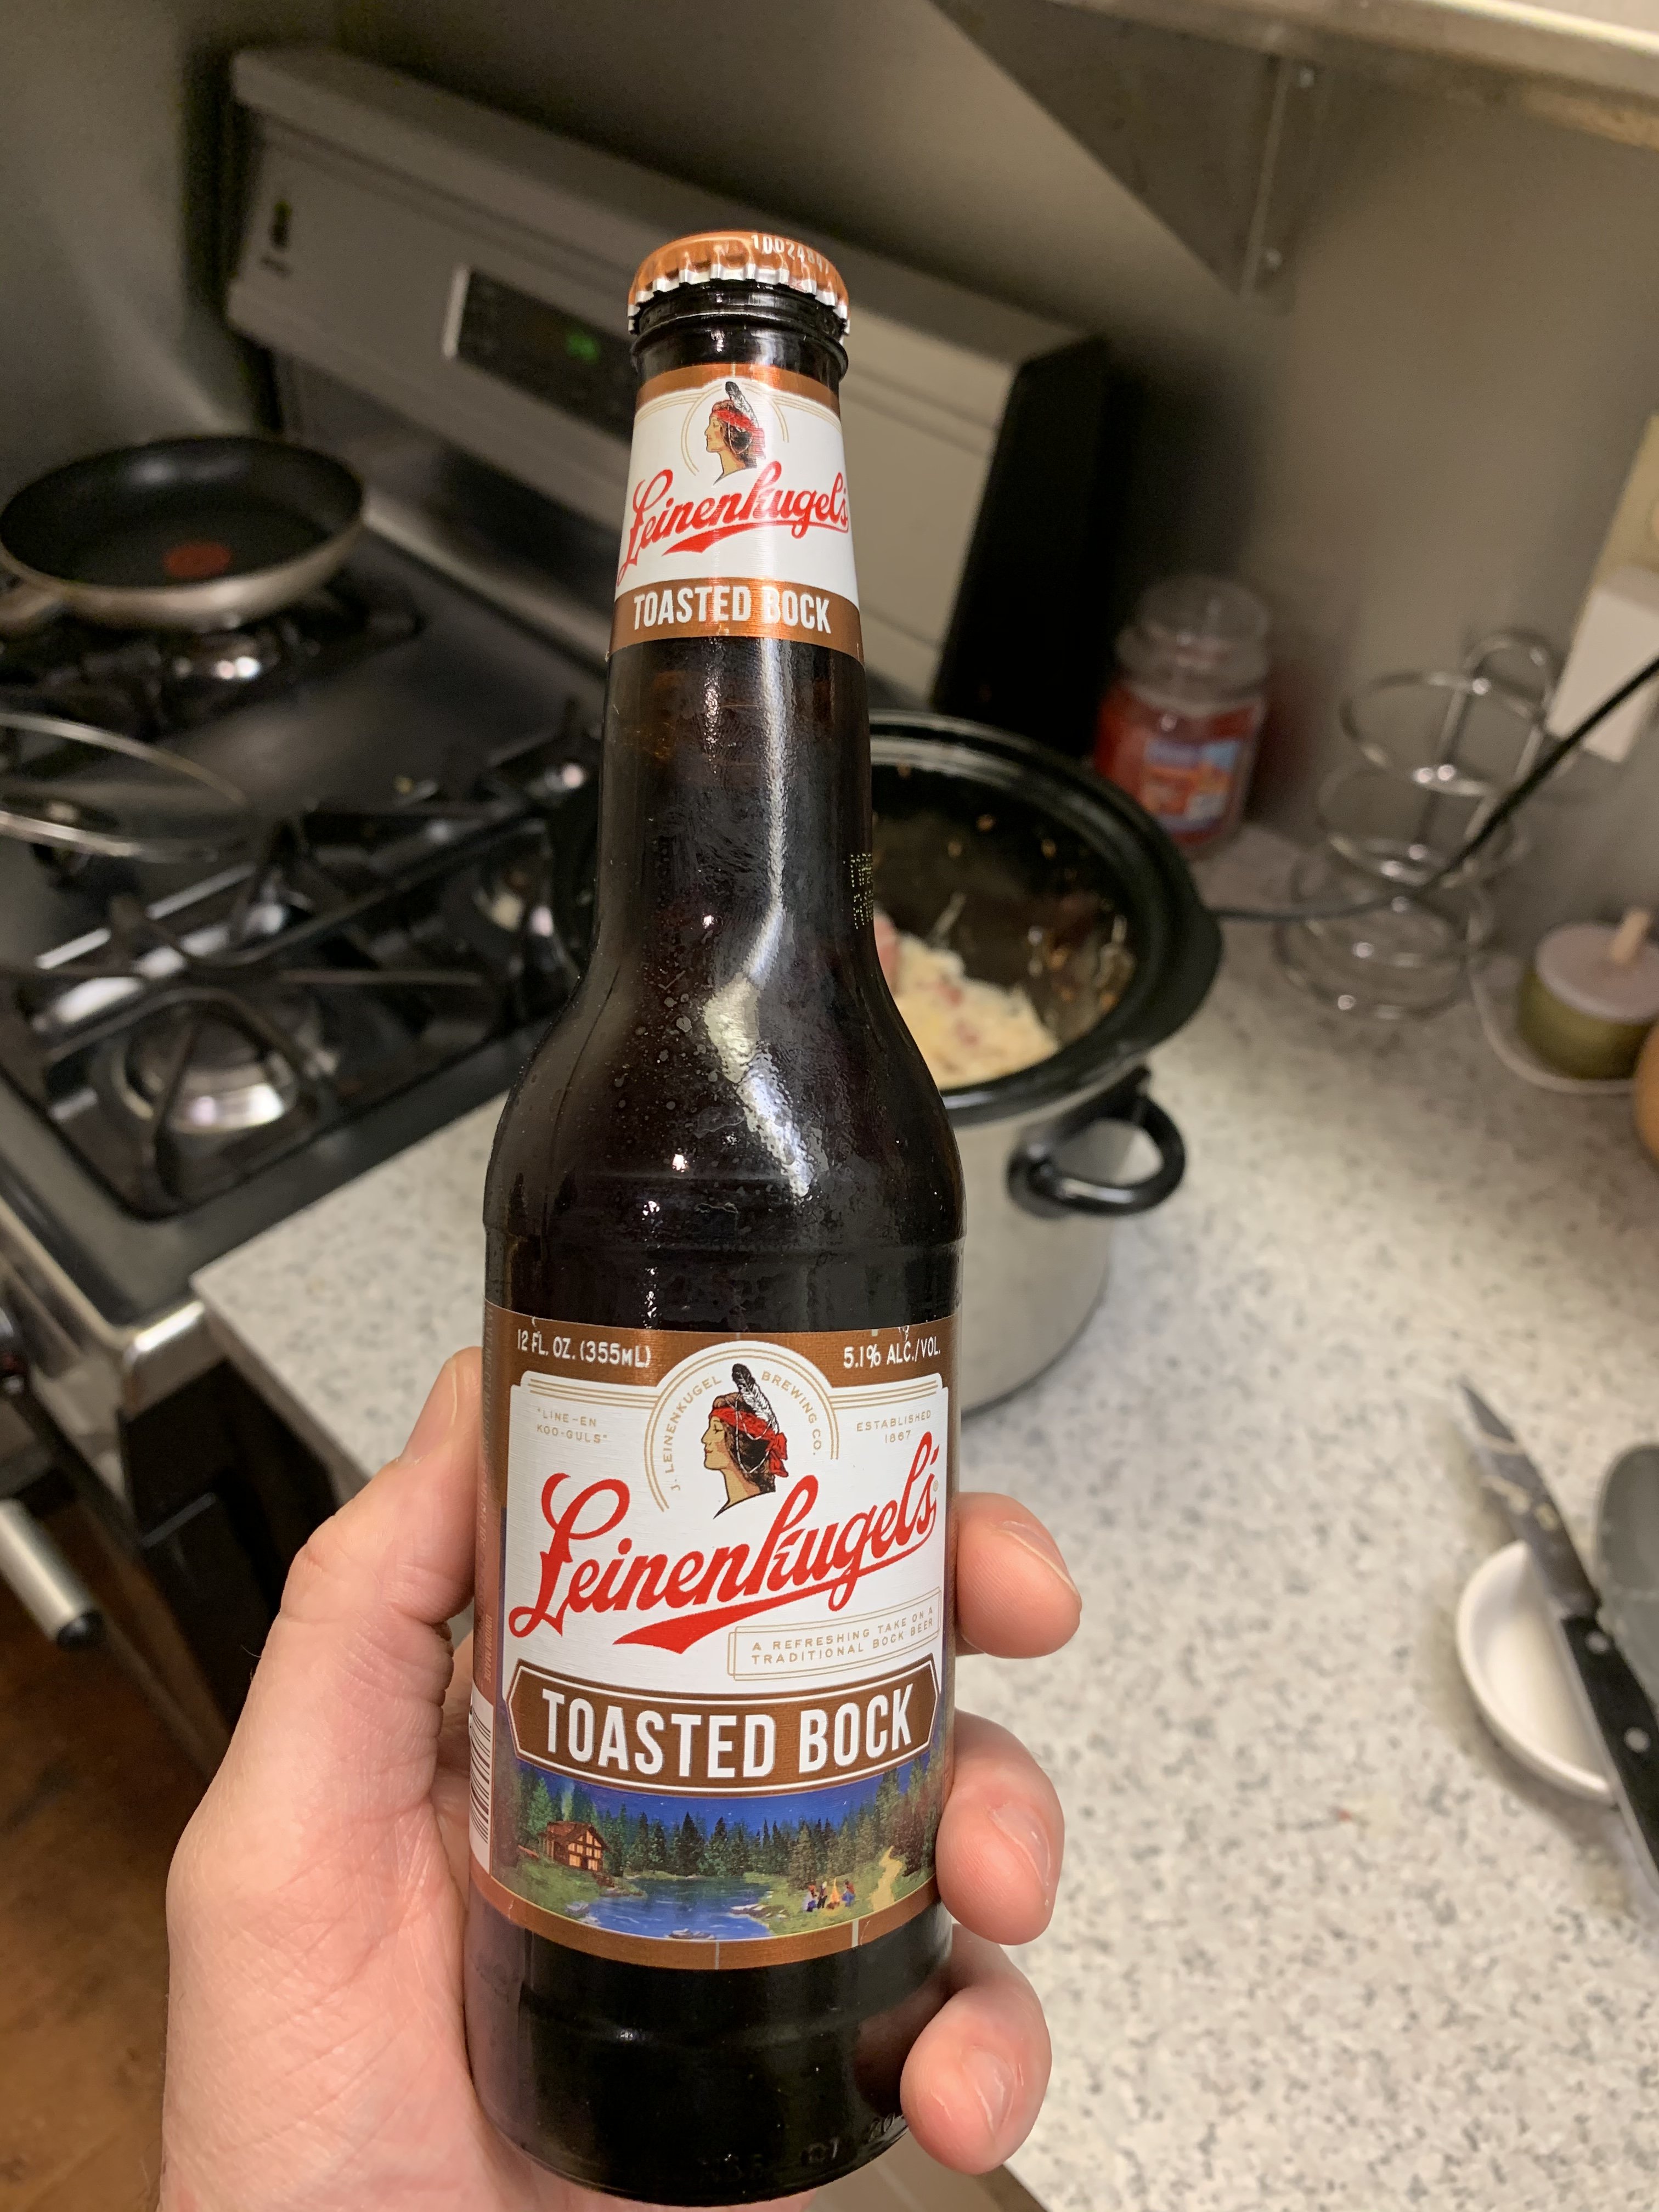 Leinenkugel's
TOASTED BOCK
12 FL. OZ. (355ML)
5.1% ALC./VOL.
J. LEINENKUGEL BREWING CO.
"LINE-EN
KOO-GULS"
ESTABLISHED
1867
Leinenkugel's
A REFRESHING TAKE ON A
TRADITIONAL BOCK BEER
TOASTED BOCK